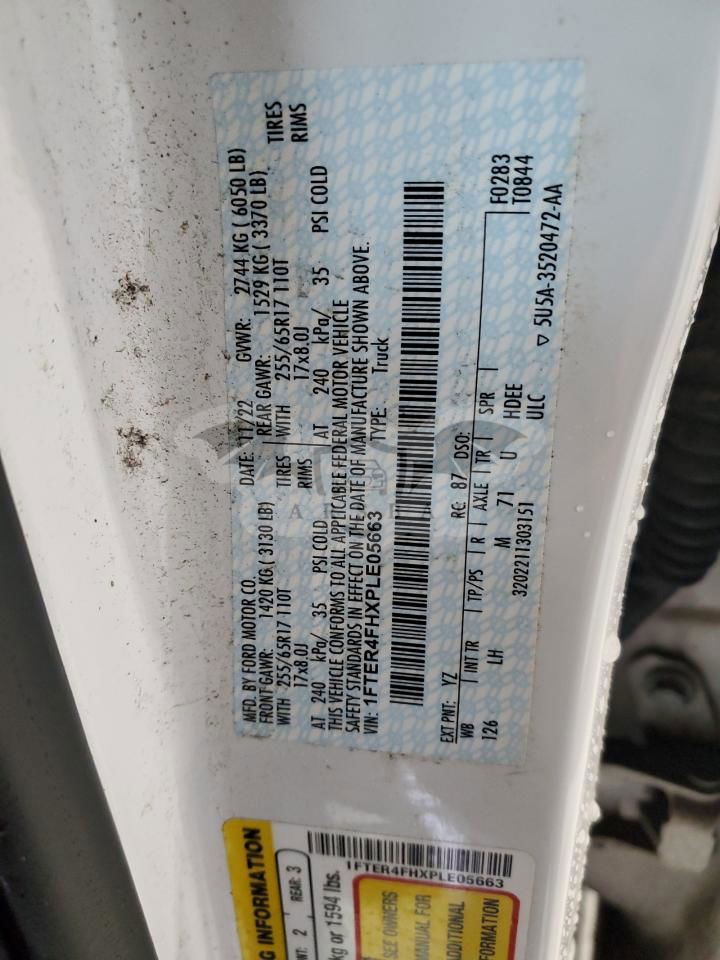 MFD. BY FORD MOTOR CO.
DATE: 11/22
GVWR: 2744 KG ( 6050 LB)
FRONT GAWR: 1420 KG ( 3130 LB)
REAR GAWR: 1529 KG ( 3370 LB)
WITH 255/65R17 110T TIRES
WITH 255/65R17 110T TIRES
17x8.0J RIMS
17x8.0J RIMS
AT 240 kPa/ 35 PSI COLD
AT 240 kPa/ 35 PSI COLD
THIS VEHICLE CONFORMS TO ALL APPLICABLE FEDERAL MOTOR VEHICLE
SAFETY STANDARDS IN EFFECT ON THE DATE OF MANUFACTURE SHOWN ABOVE.
VIN: 1FTER4FHXPLE05663
TYPE: Truck
EXT PNT: YZ RC: 87 DSO: F0283
WB INT TR TP/PS R AXLE TR SPR T0844
126 LH M 71 U HDEE
3202211303151 ULC
▽ 5U5A-3520472-AA
G INFORMATION
2 REAR: 3
kg or 1594 lbs.
1FTER4FHXPLE05663
SEE OWNERS
MANUAL FOR
ADDITIONAL
FORMATION